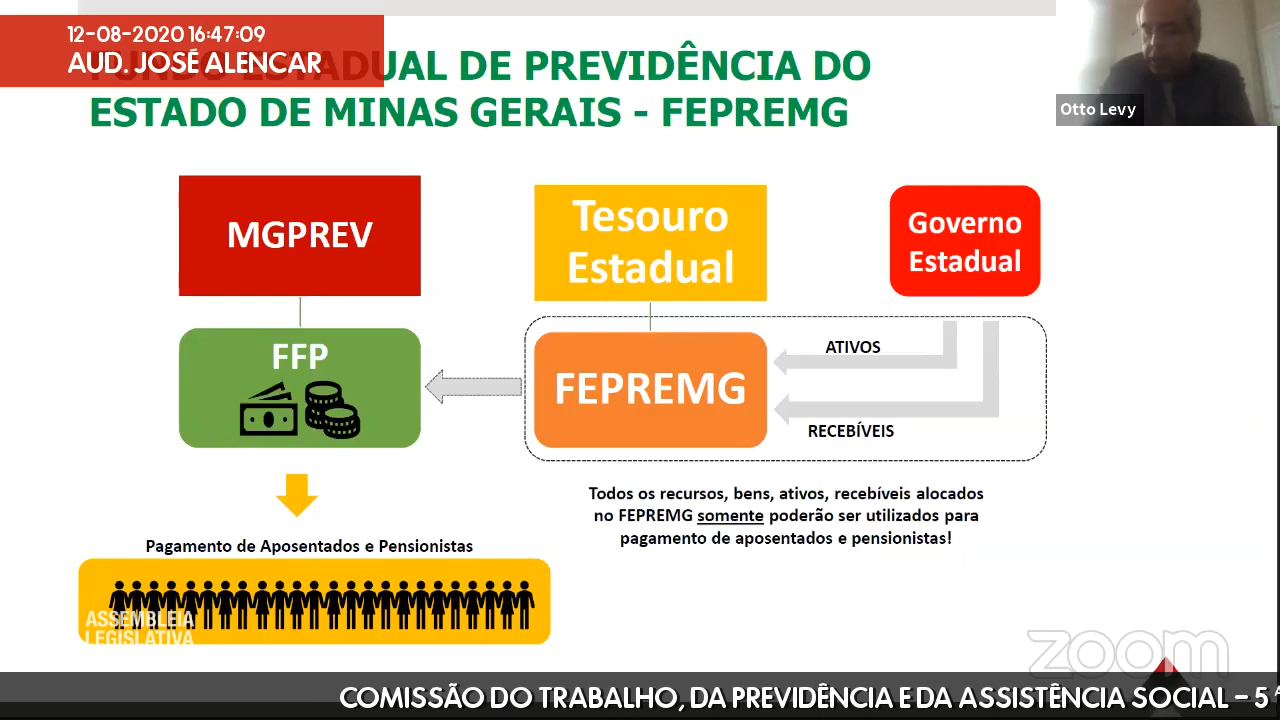 12-08-2020 16:47:09
AUD. JOSÉ ALENCAR
FUNDO ESTADUAL DE PREVIDÊNCIA DO
ESTADO DE MINAS GERAIS - FEPREMG
Otto Levy
MGPREV
Tesouro
Estadual
Governo
Estadual
FFP
FEPREMG
ATIVOS
RECEBÍVEIS
Todos os recursos, bens, ativos, recebíveis alocados
no FEPREMG somente poderão ser utilizados para
pagamento de aposentados e pensionistas!
Pagamento de Aposentados e Pensionistas
ASSEMBLEIA
LEGISLATIVA
zoom
COMISSÃO DO TRABALHO, DA PREVIDÊNCIA E DA ASSISTÊNCIA SOCIAL - 5ª